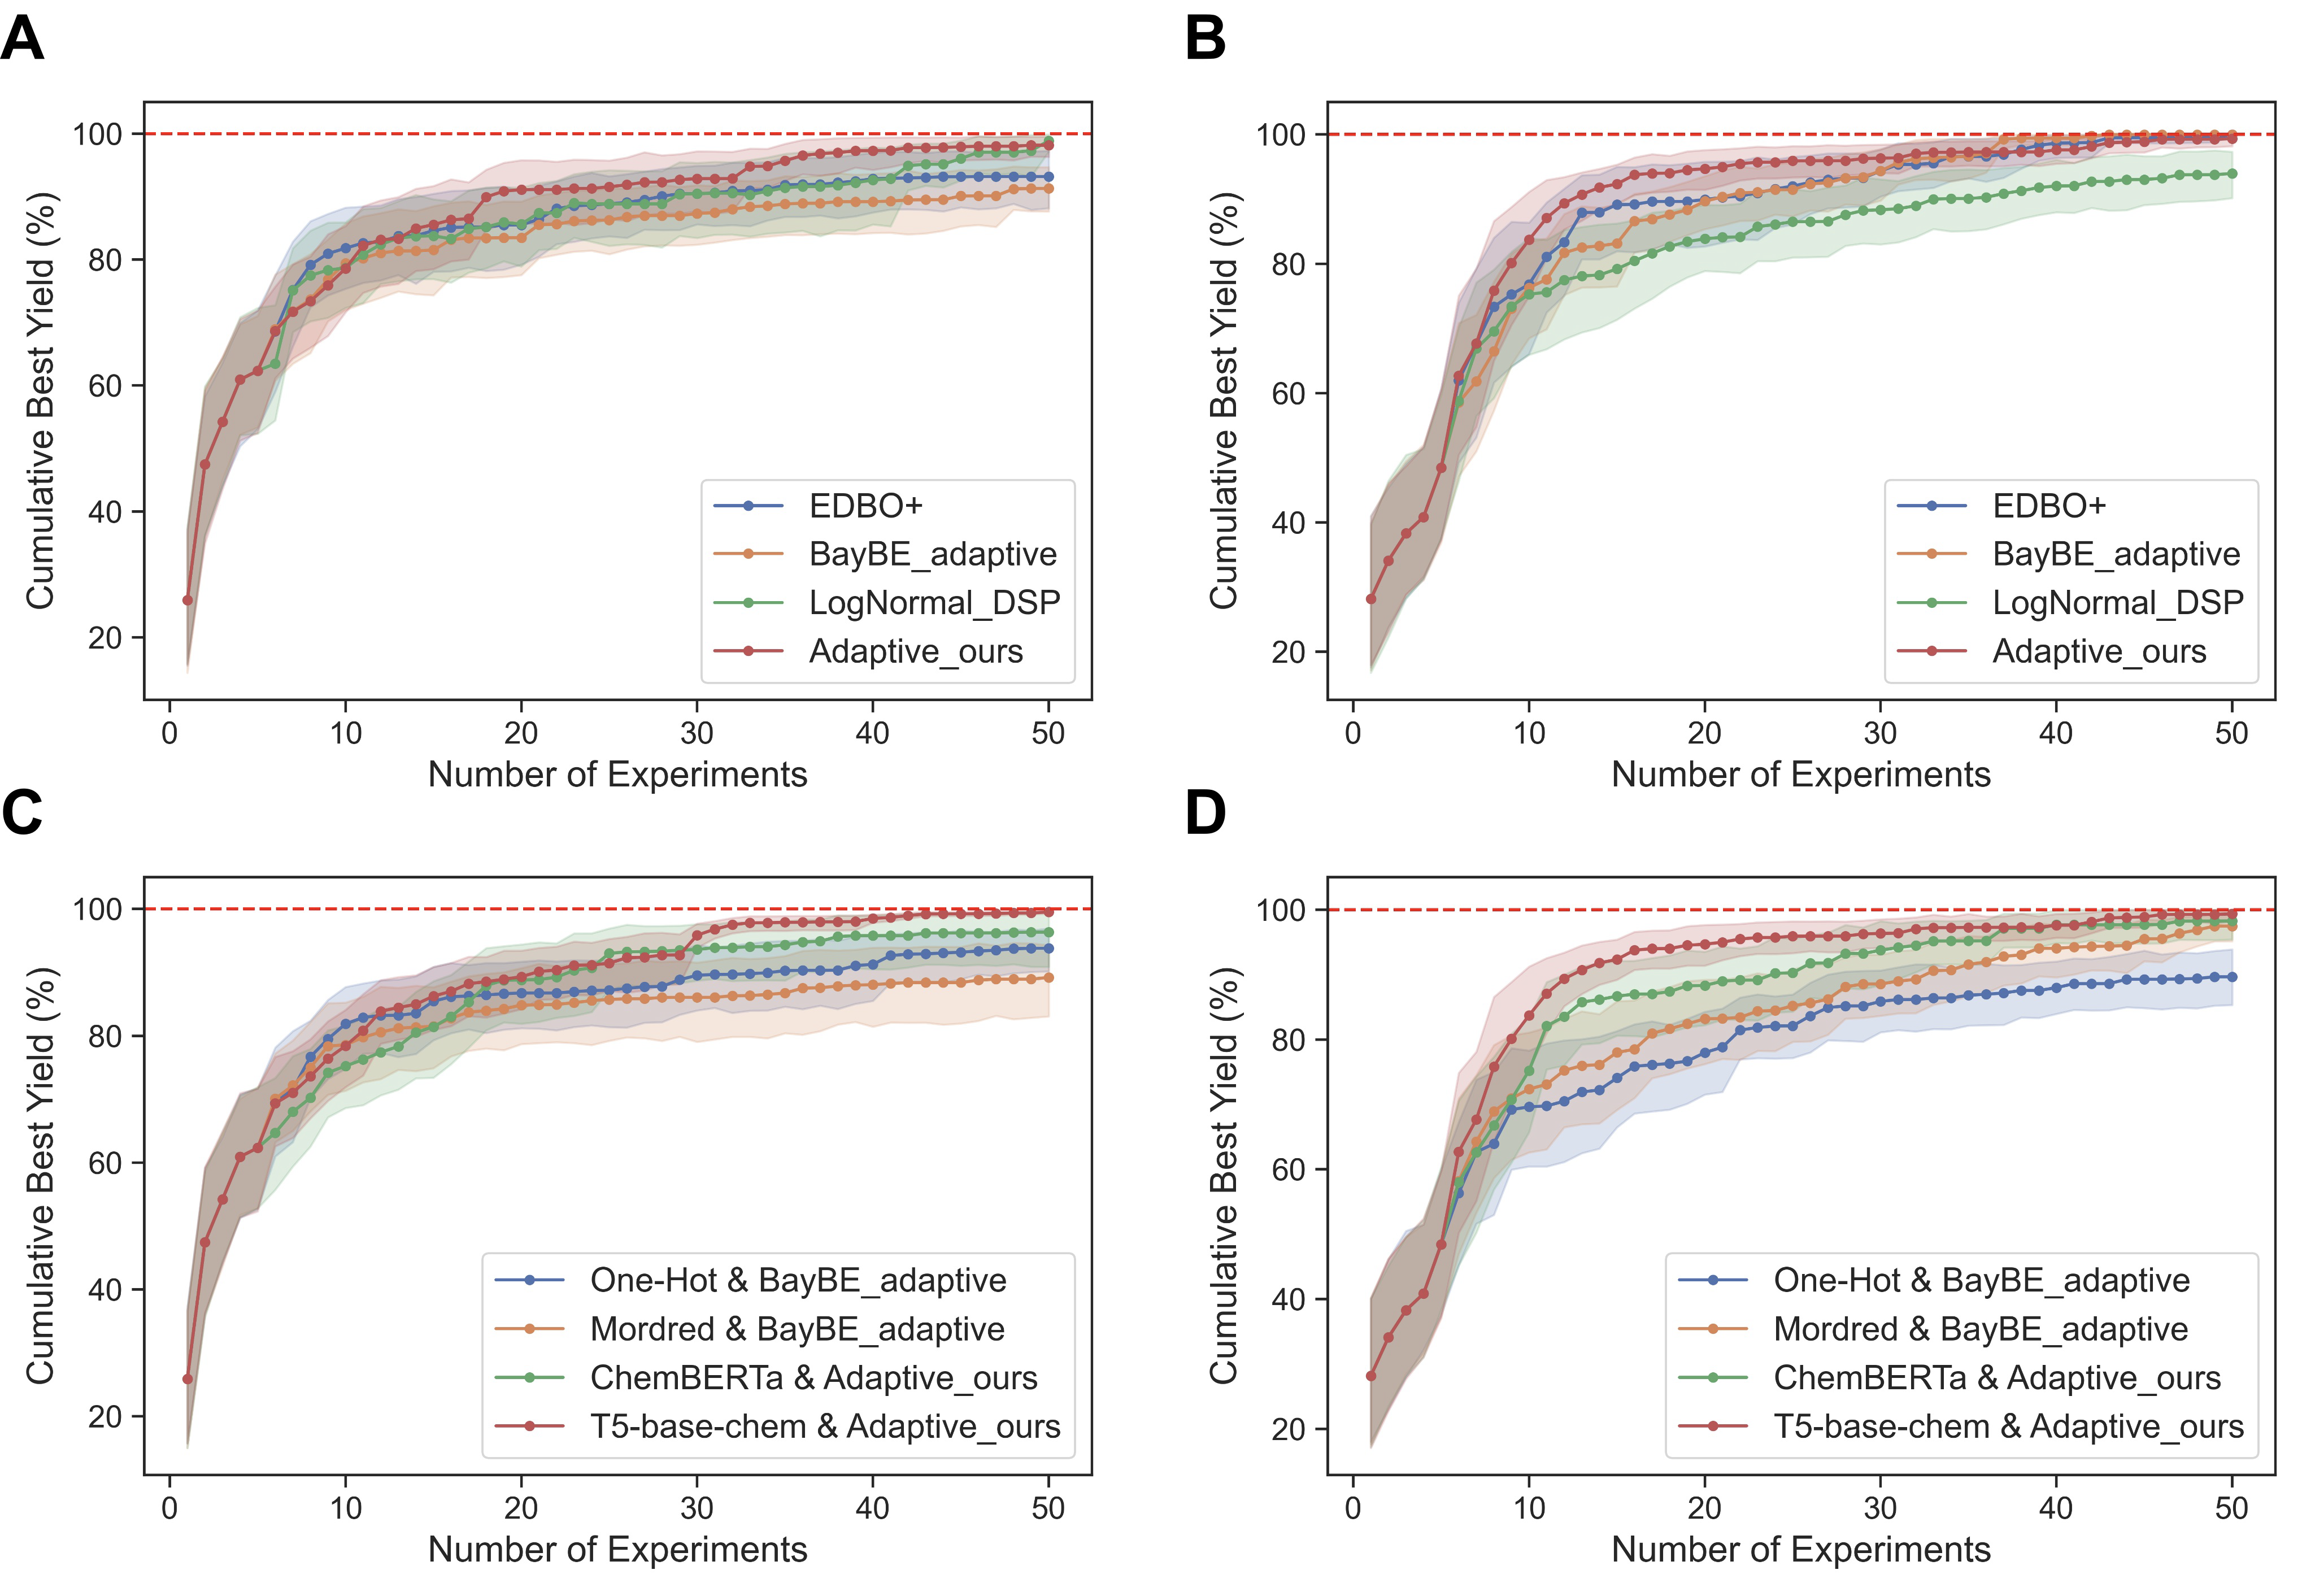 A
Cumulative Best Yield (%)
100
80
60
40
20
EDBO+
BayBE_adaptive
LogNormal_DSP
Adaptive_ours
0 10 20 30 40 50
Number of Experiments
B
Cumulative Best Yield (%)
100
80
60
40
20
EDBO+
BayBE_adaptive
LogNormal_DSP
Adaptive_ours
0 10 20 30 40 50
Number of Experiments
C
Cumulative Best Yield (%)
100
80
60
40
20
One-Hot & BayBE_adaptive
Mordred & BayBE_adaptive
ChemBERTa & Adaptive_ours
T5-base-chem & Adaptive_ours
0 10 20 30 40 50
Number of Experiments
D
Cumulative Best Yield (%)
100
80
60
40
20
One-Hot & BayBE_adaptive
Mordred & BayBE_adaptive
ChemBERTa & Adaptive_ours
T5-base-chem & Adaptive_ours
0 10 20 30 40 50
Number of Experiments